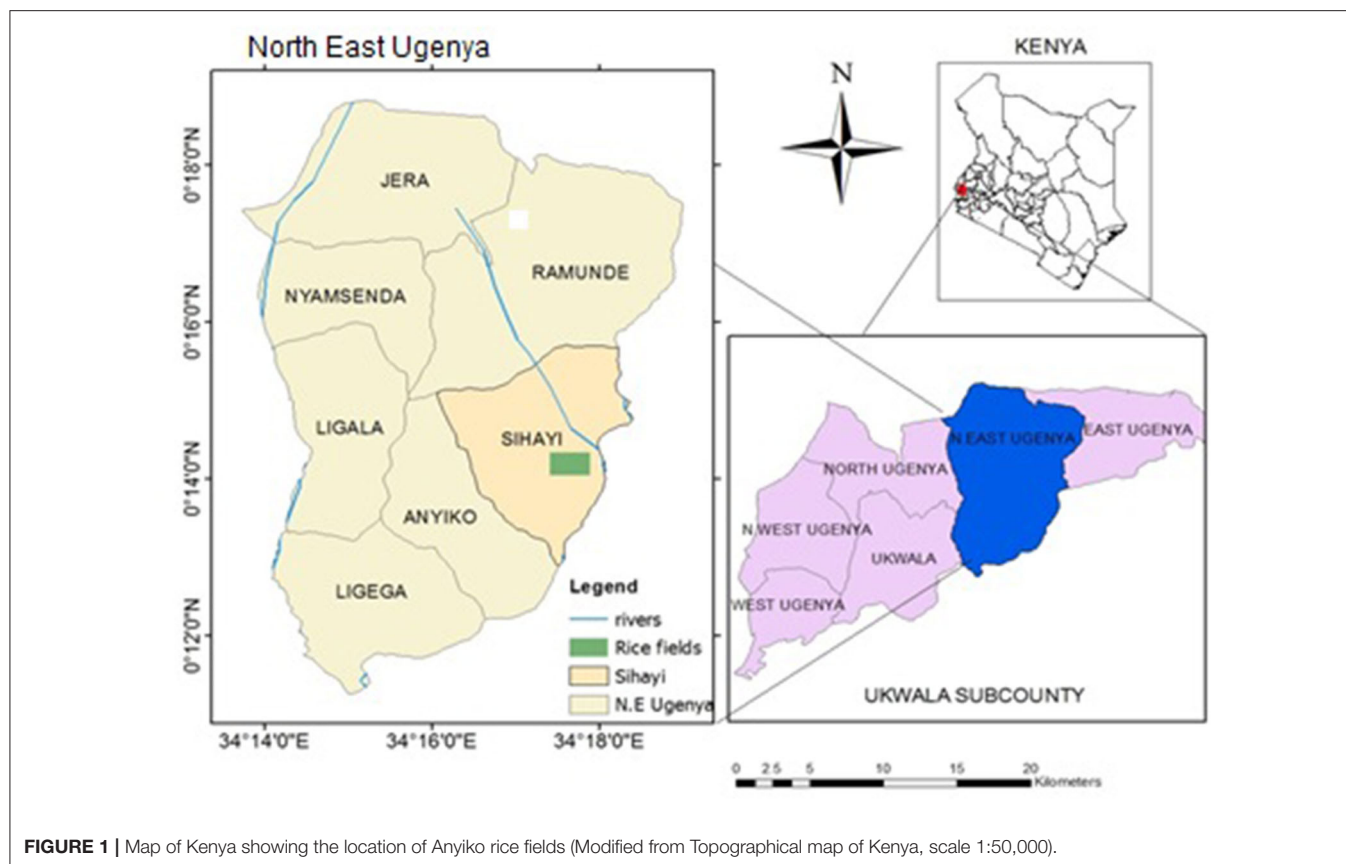 North East Ugenya
KENYA
N
0°18'0"N
0°16'0"N
0°14'0"N
0°12'0"N
JERA
RAMUNDE
NYAMSENDA
LIGALA
SIHAYI
ANYIKO
LIGEGA
Legend
rivers
Rice fields
Sihayi
N.E Ugenya
34°14'0"E
34°16'0"E
34°18'0"E
N EAST UGENYA
EAST UGENYA
NORTH UGENYA
N WEST UGENYA
UKWALA
WEST UGENYA
UKWALA SUBCOUNTY
0 2.5 5 10 15 20
Kilometers
FIGURE 1 | Map of Kenya showing the location of Anyiko rice fields (Modified from Topographical map of Kenya, scale 1:50,000).